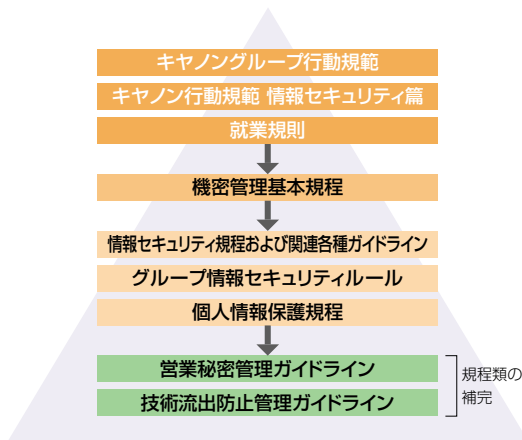 キヤノングループ行動規範
キヤノン行動規範 情報セキュリティ篇
就業規則
機密管理基本規程
情報セキュリティ規程および関連各種ガイドライン
グループ情報セキュリティルール
個人情報保護規程
営業秘密管理ガイドライン
技術流出防止管理ガイドライン
規程類の
補完